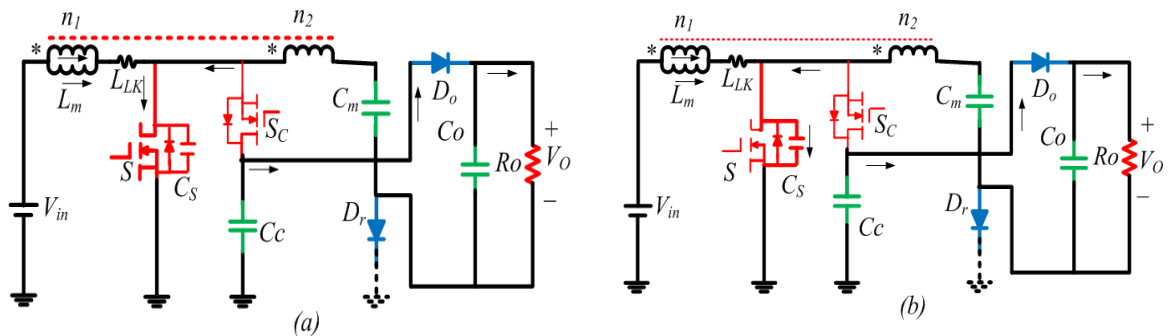 n1 n2
* *
Lm LLK
Cm Do
S CS SC Co Ro + VO −
Vin Cc Dr
(a)
n1 n2
* *
Lm LLK
Cm Do
S CS SC Co Ro + VO −
Vin Cc Dr
(b)